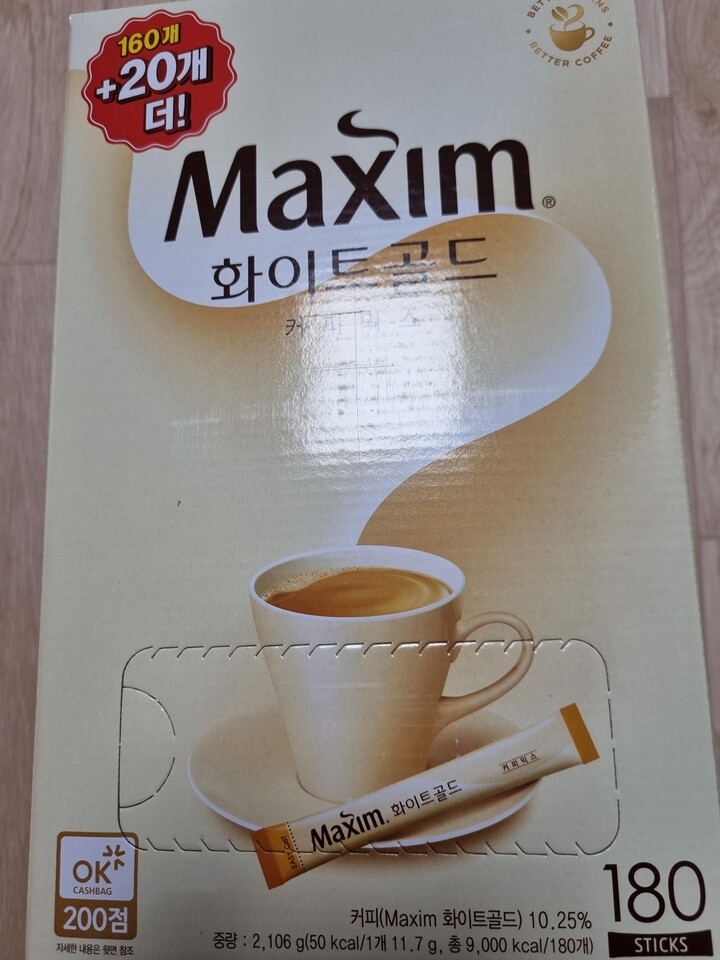 160개
+20개
더!
BETTER COFFEE
Maxim®
화이트골드
커피믹스
EASY CUT
Maxim. 화이트골드
커피믹스
OK
CASHBAG
200점
자세한 내용은 윗면 참조
커피(Maxim 화이트골드) 10.25%
중량 : 2,106 g(50 kcal/1개 11.7 g, 총 9,000 kcal/180개)
180
STICKS